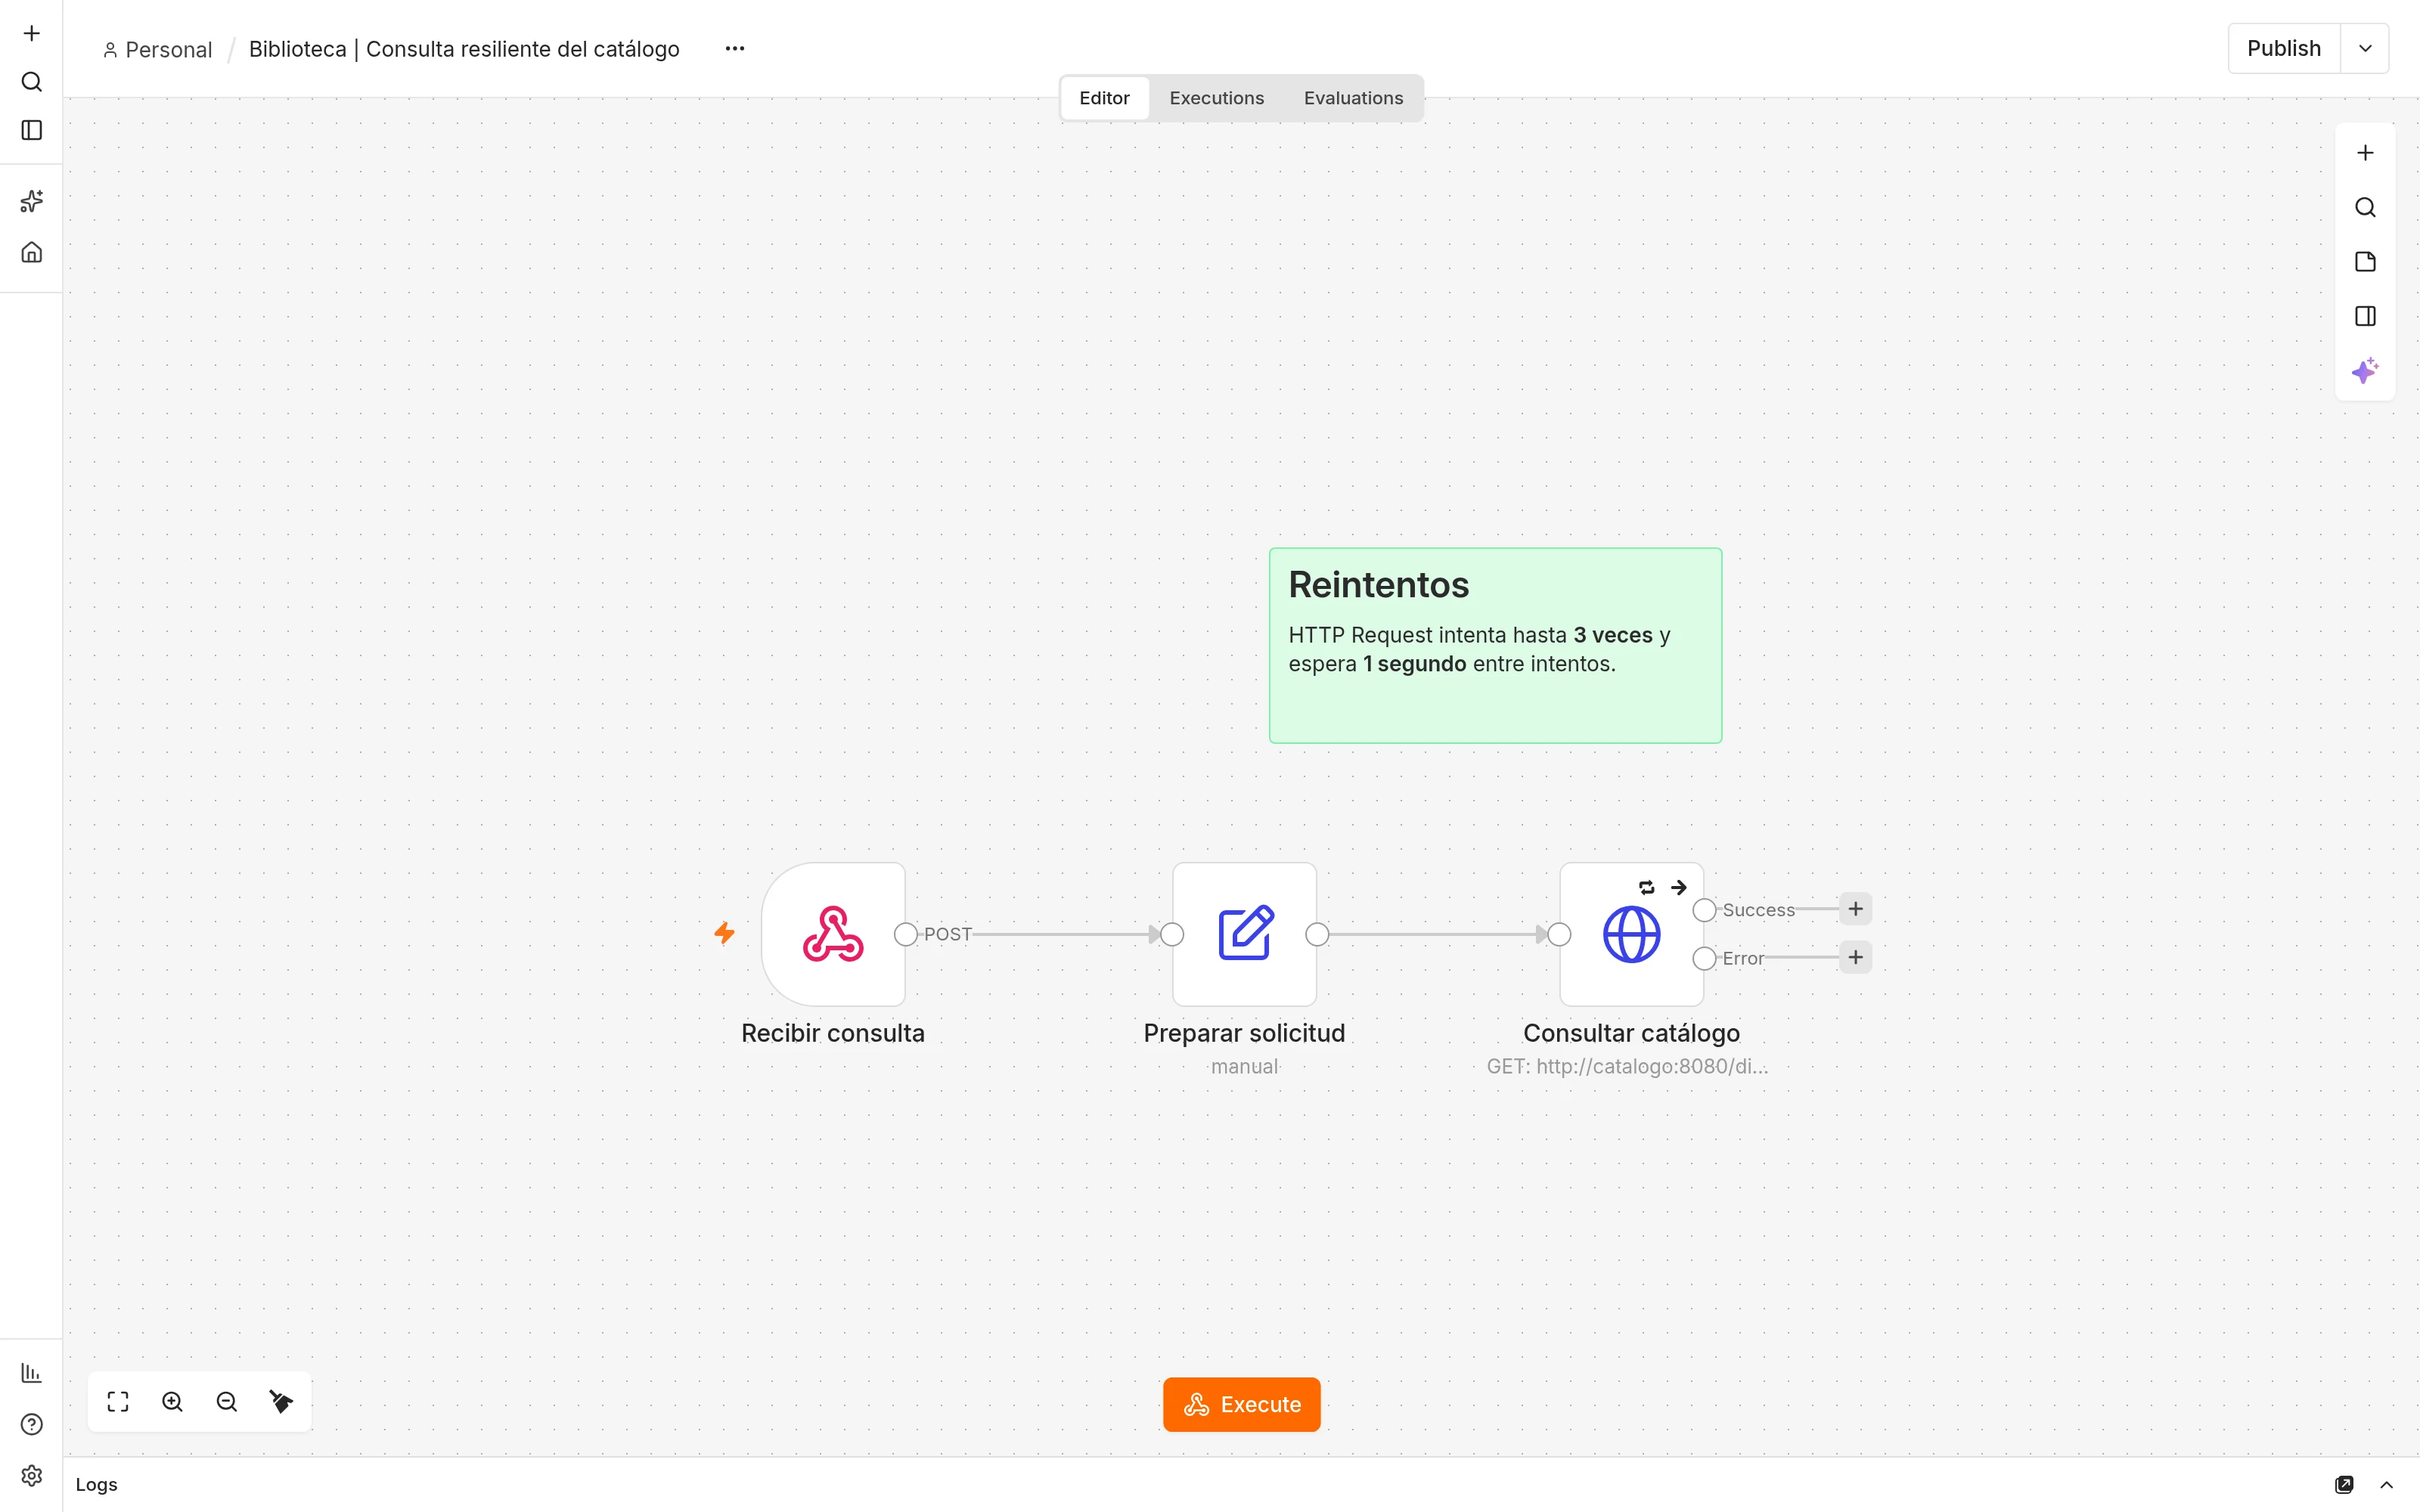 Personal / Biblioteca | Consulta resiliente del catálogo
Publish
Editor Executions Evaluations
Reintentos
HTTP Request intenta hasta 3 veces y
espera 1 segundo entre intentos.
POST
Success
Error
Recibir consulta
Preparar solicitud
manual
Consultar catálogo
GET: http://catalogo:8080/di...
Execute
Logs